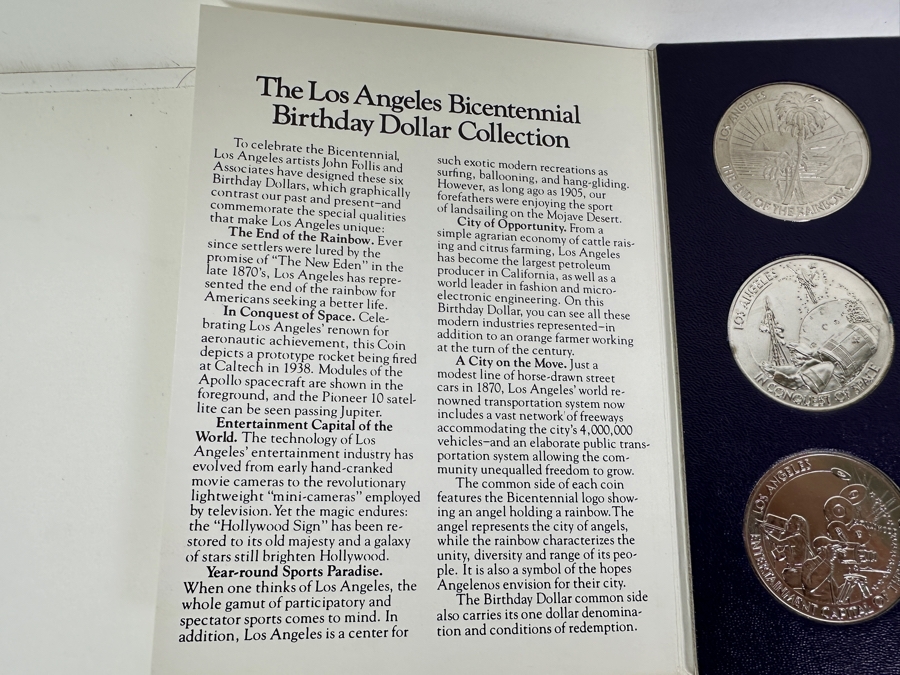 The Los Angeles Bicentennial
Birthday Dollar Collection
To celebrate the Bicentennial,
Los Angeles artists John Follis and
Associates have designed these six
Birthday Dollars, which graphically
contrast our past and present—and
commemorate the special qualities
that make Los Angeles unique:
The End of the Rainbow. Ever
since settlers were lured by the
promise of "The New Eden" in the
late 1870's, Los Angeles has repre-
sented the end of the rainbow for
Americans seeking a better life.
In Conquest of Space. Cele-
brating Los Angeles' renown for
aeronautic achievement, this Coin
depicts a prototype rocket being fired
at Caltech in 1938. Modules of the
Apollo spacecraft are shown in the
foreground, and the Pioneer 10 satel-
lite can be seen passing Jupiter.
Entertainment Capital of the
World. The technology of Los
Angeles' entertainment industry has
evolved from early hand-cranked
movie cameras to the revolutionary
lightweight "mini-cameras" employed
by television. Yet the magic endures:
the "Hollywood Sign" has been re-
stored to its old majesty and a galaxy
of stars still brighten Hollywood.
Year-round Sports Paradise.
When one thinks of Los Angeles, the
whole gamut of participatory and
spectator sports comes to mind. In
addition, Los Angeles is a center for
such exotic modern recreations as
surfing, ballooning, and hang-gliding.
However, as long ago as 1905, our
forefathers were enjoying the sport
of landsailing on the Mojave Desert.
City of Opportunity. From a
simple agrarian economy of cattle rais-
ing and citrus farming, Los Angeles
has become the largest petroleum
producer in California, as well as a
world leader in fashion and micro-
electronic engineering. On this
Birthday Dollar, you can see all these
modern industries represented—in
addition to an orange farmer working
at the turn of the century.
A City on the Move. Just a
modest line of horse-drawn street
cars in 1870, Los Angeles' world re-
nowned transportation system now
includes a vast network of freeways
accommodating the city's 4,000,000
vehicles—and an elaborate public trans-
portation system allowing the com-
munity unequalled freedom to grow.
The common side of each coin
features the Bicentennial logo show-
ing an angel holding a rainbow. The
angel represents the city of angels,
while the rainbow characterizes the
unity, diversity and range of its peo-
ple. It is also a symbol of the hopes
Angelenos envision for their city.
The Birthday Dollar common side
also carries its one dollar denomina-
tion and conditions of redemption.
LOS ANGELES
THE END OF THE RAINBOW
LOS ANGELES
IN CONQUEST OF SPACE
LOS ANGELES
ENTERTAINMENT CAPITAL OF